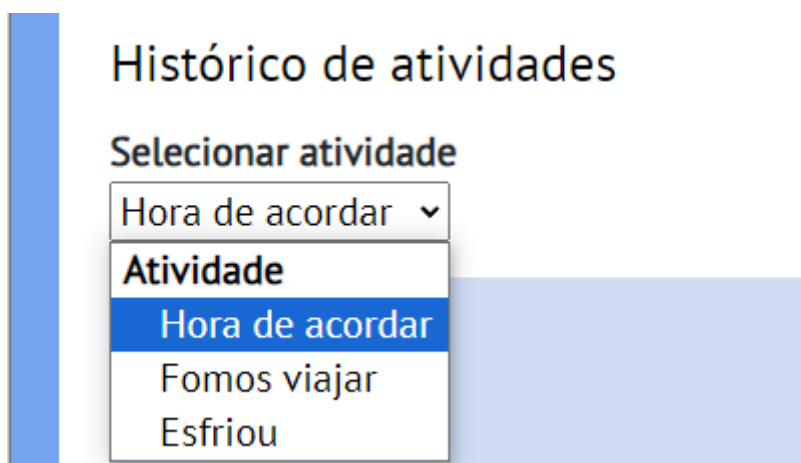 Histórico de atividades
Selecionar atividade
Hora de acordar
Atividade
Hora de acordar
Fomos viajar
Esfriou